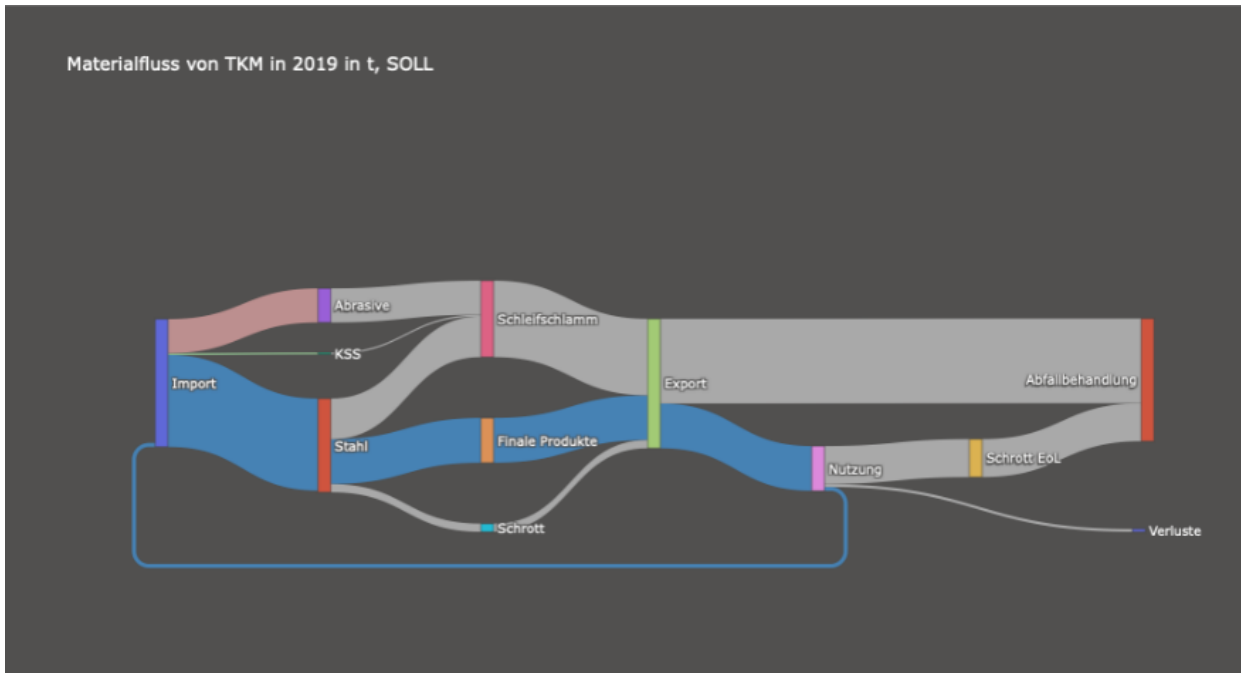 Materialfluss von TKM in 2019 in t, SOLL
Abrasive
Schleifschlamm
KSS
Import
Export
Abfallbehandlung
Stahl
Finale Produkte
Nutzung
Schrott EoL
Schrott
Verluste